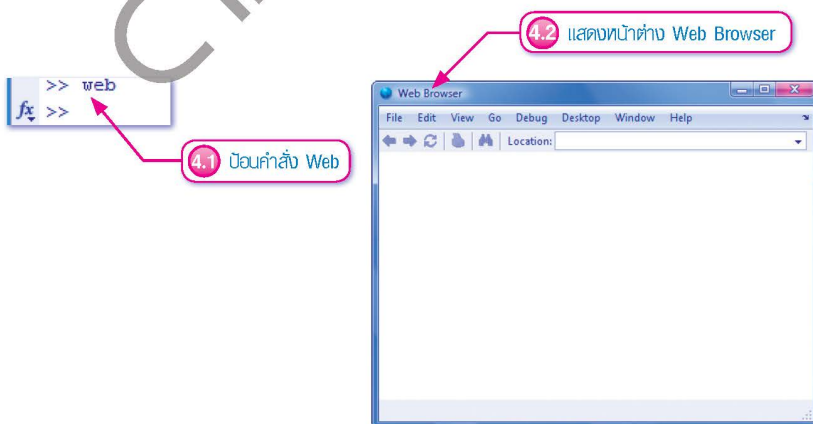 4.2 แสดงหน้าต่าง Web Browser
>> web
fx >>
4.1 ป้อนคำสั่ง Web
Web Browser
File Edit View Go Debug Desktop Window Help
Location: